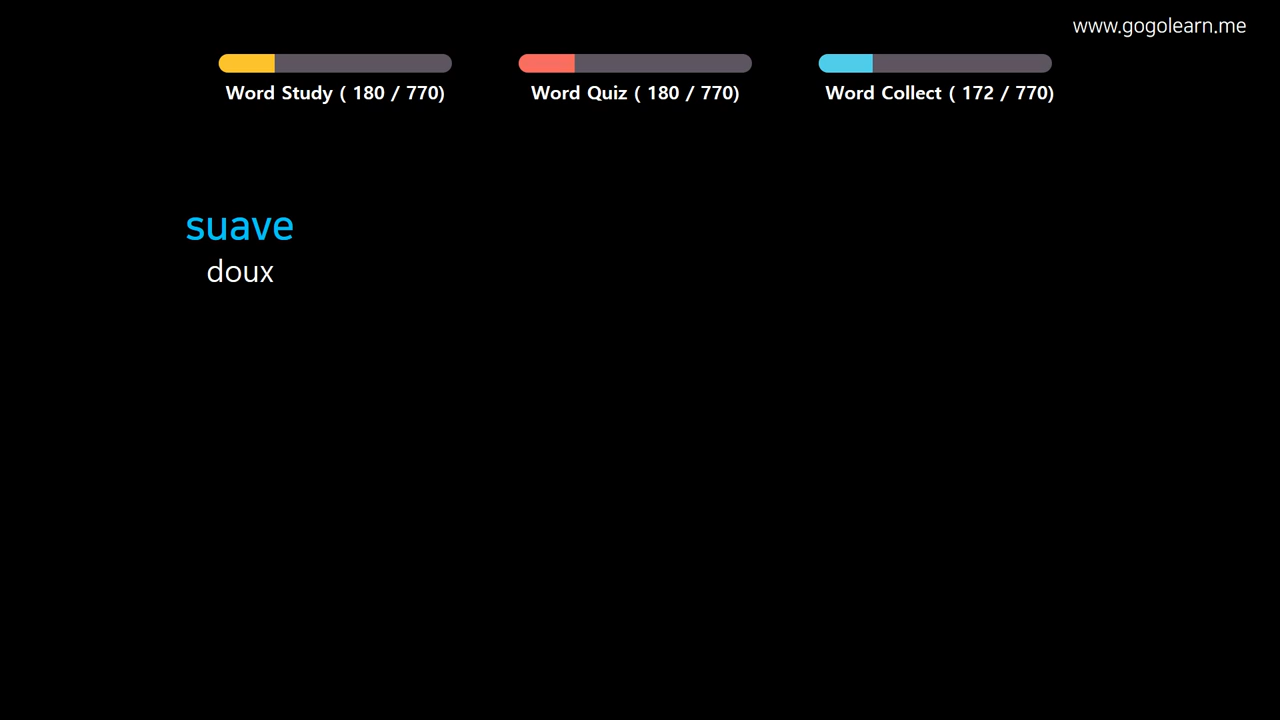 www.gogolearn.me
Word Study ( 180 / 770)
Word Quiz ( 180 / 770)
Word Collect ( 172 / 770)
suave
doux